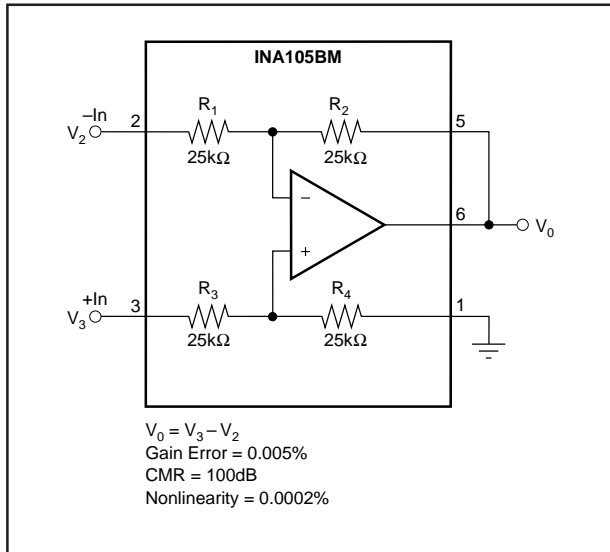 INA105BM
–In
V2
2
R1
25kΩ
R2
25kΩ
5
–
+
6
V0
+In
V3
3
R3
25kΩ
R4
25kΩ
1
V0 = V3 – V2
Gain Error = 0.005%
CMR = 100dB
Nonlinearity = 0.0002%